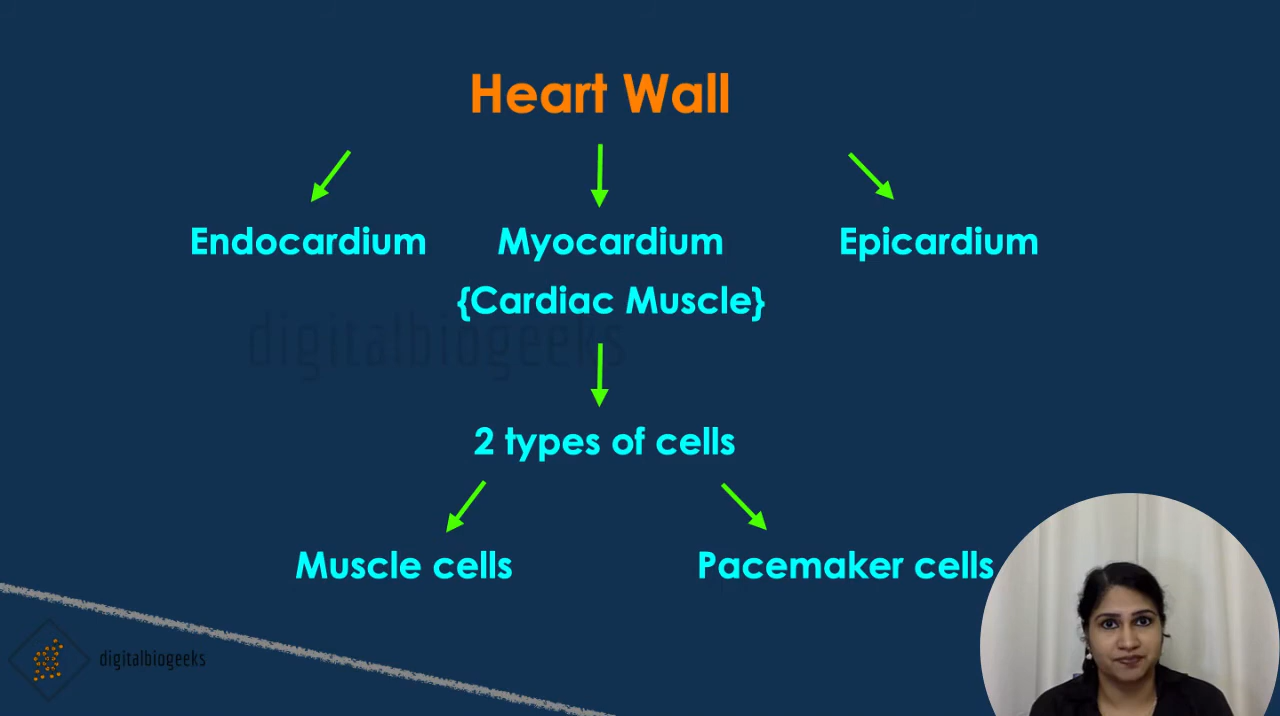 Heart Wall
Endocardium Myocardium Epicardium
{Cardiac Muscle}
digitalbiogeeks
2 types of cells
Muscle cells Pacemaker cells
digitalbiogeeks